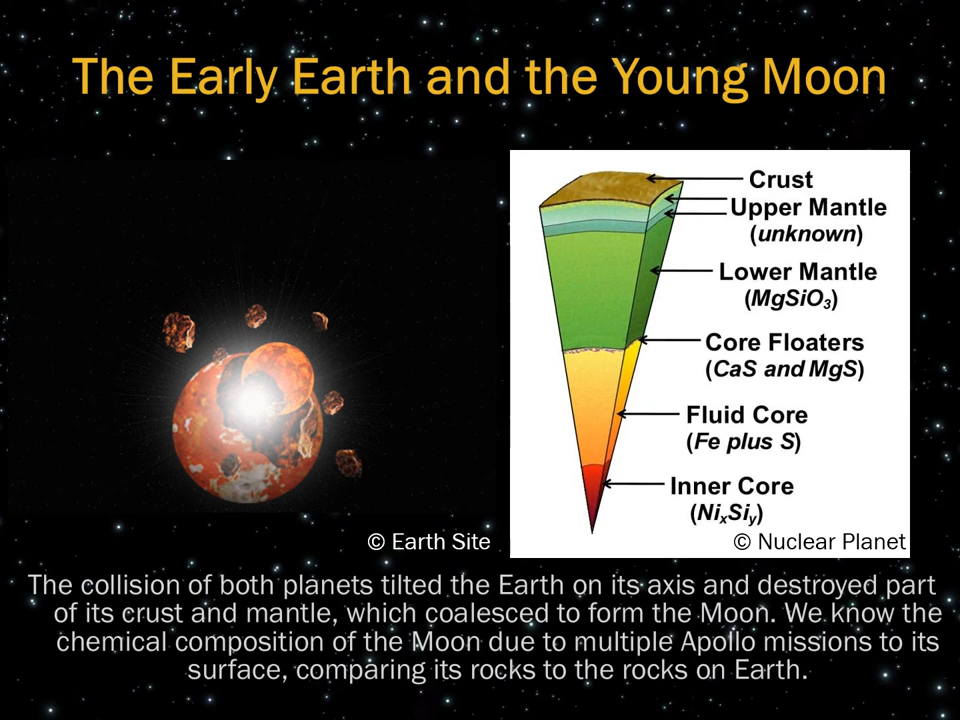 The Early Earth and the Young Moon
Crust
Upper Mantle
(unknown)
Lower Mantle
(MgSiO₃)
Core Floaters
(CaS and MgS)
Fluid Core
(Fe plus S)
Inner Core
(NiₓSiᵧ)
© Earth Site
© Nuclear Planet
The collision of both planets tilted the Earth on its axis and destroyed part
of its crust and mantle, which coalesced to form the Moon. We know the
chemical composition of the Moon due to multiple Apollo missions to its
surface, comparing its rocks to the rocks on Earth.